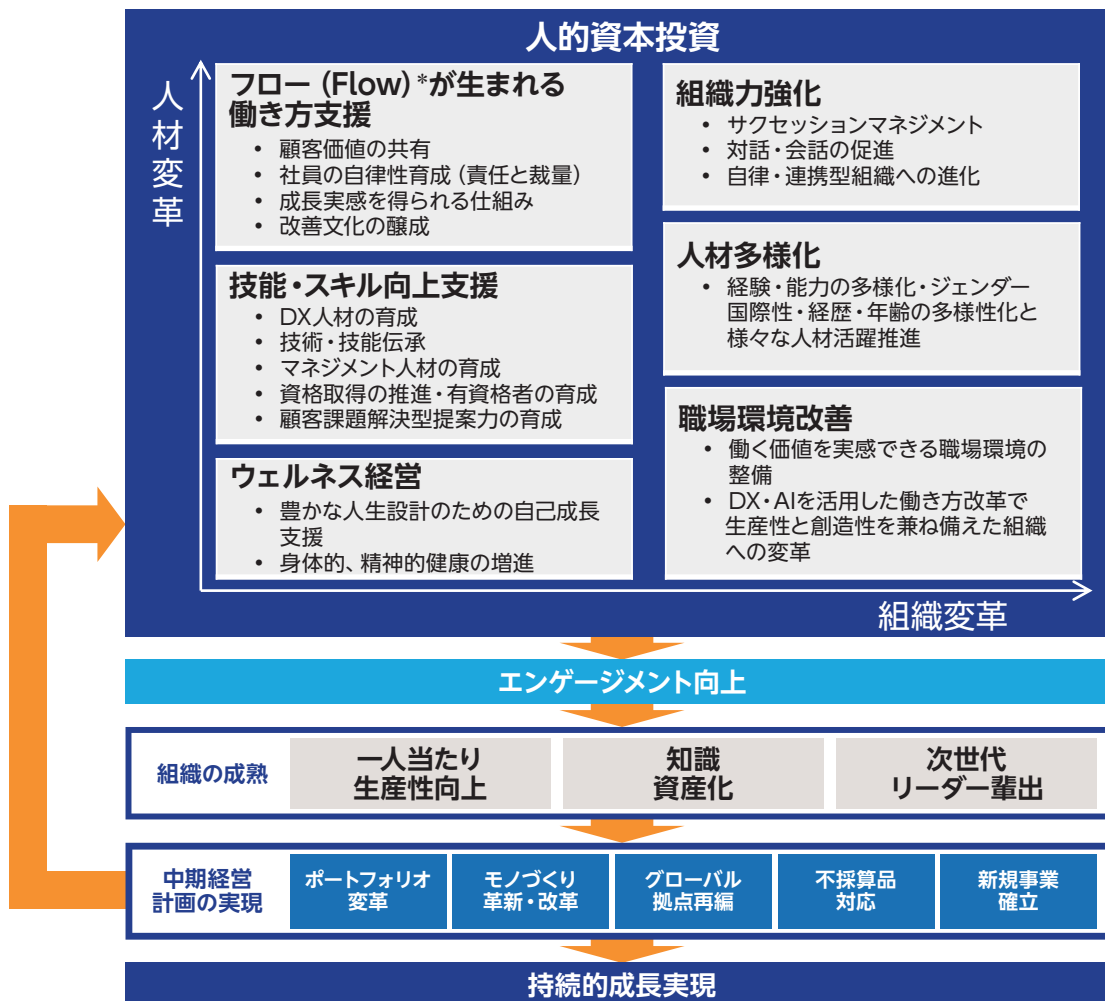 人的資本投資
人材変革
フロー (Flow) *が生まれる
働き方支援
• 顧客価値の共有
• 社員の自律性育成（責任と裁量）
• 成長実感を得られる仕組み
• 改善文化の醸成
技能・スキル向上支援
• DX人材の育成
• 技術・技能伝承
• マネジメント人材の育成
• 資格取得の推進・有資格者の育成
• 顧客課題解決型提案力の育成
ウェルネス経営
• 豊かな人生設計のための自己成長
支援
• 身体的、精神的健康の増進
組織力強化
• サクセッションマネジメント
• 対話・会話の促進
• 自律・連携型組織への進化
人材多様化
• 経験・能力の多様化・ジェンダー
国際性・経歴・年齢の多様性化と
様々な人材活躍推進
職場環境改善
• 働く価値を実感できる職場環境の
整備
• DX・AIを活用した働き方改革で
生産性と創造性を兼ね備えた組織
への変革
組織変革
エンゲージメント向上
組織の成熟
一人当たり
生産性向上
知識
資産化
次世代
リーダー輩出
中期経営
計画の実現
ポートフォリオ
変革
モノづくり
革新・改革
グローバル
拠点再編
不採算品
対応
新規事業
確立
持続的成長実現